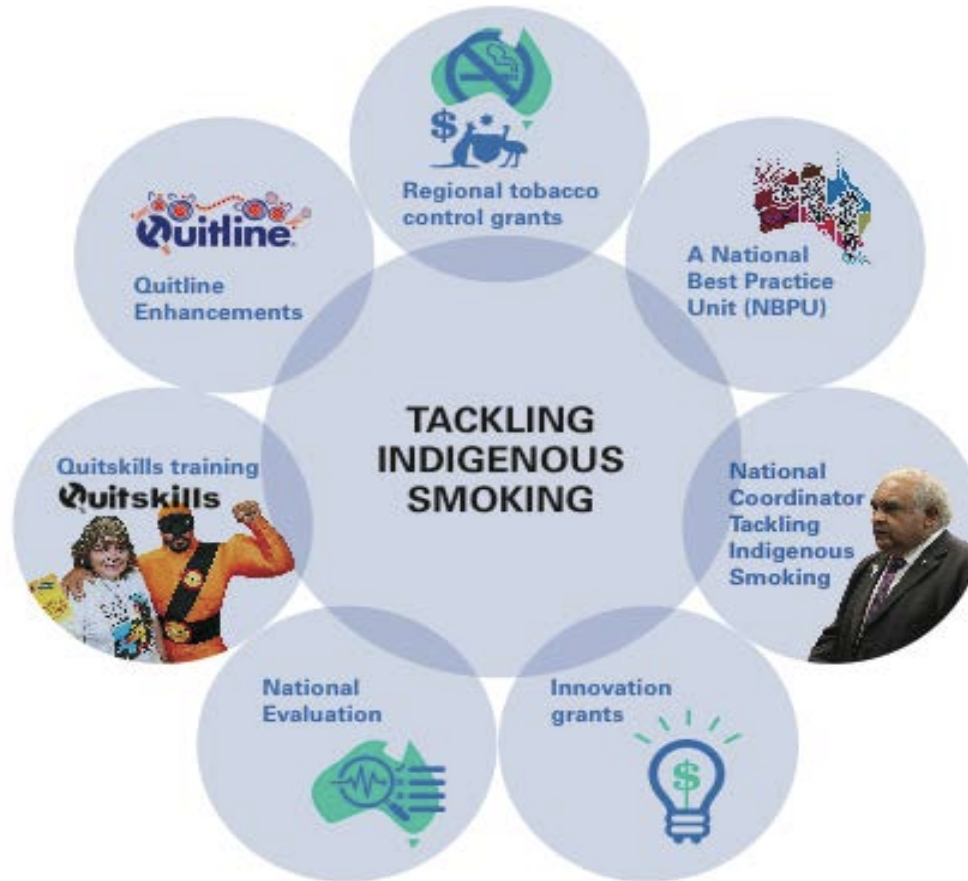 Regional tobacco
control grants
A National
Best Practice
Unit (NBPU)
National
Coordinator
Tackling
Indigenous
Smoking
Innovation
grants
$
National
Evaluation
Quitskills training
Quitskills
Quitline
Quitline
Enhancements
$
TACKLING
INDIGENOUS
SMOKING